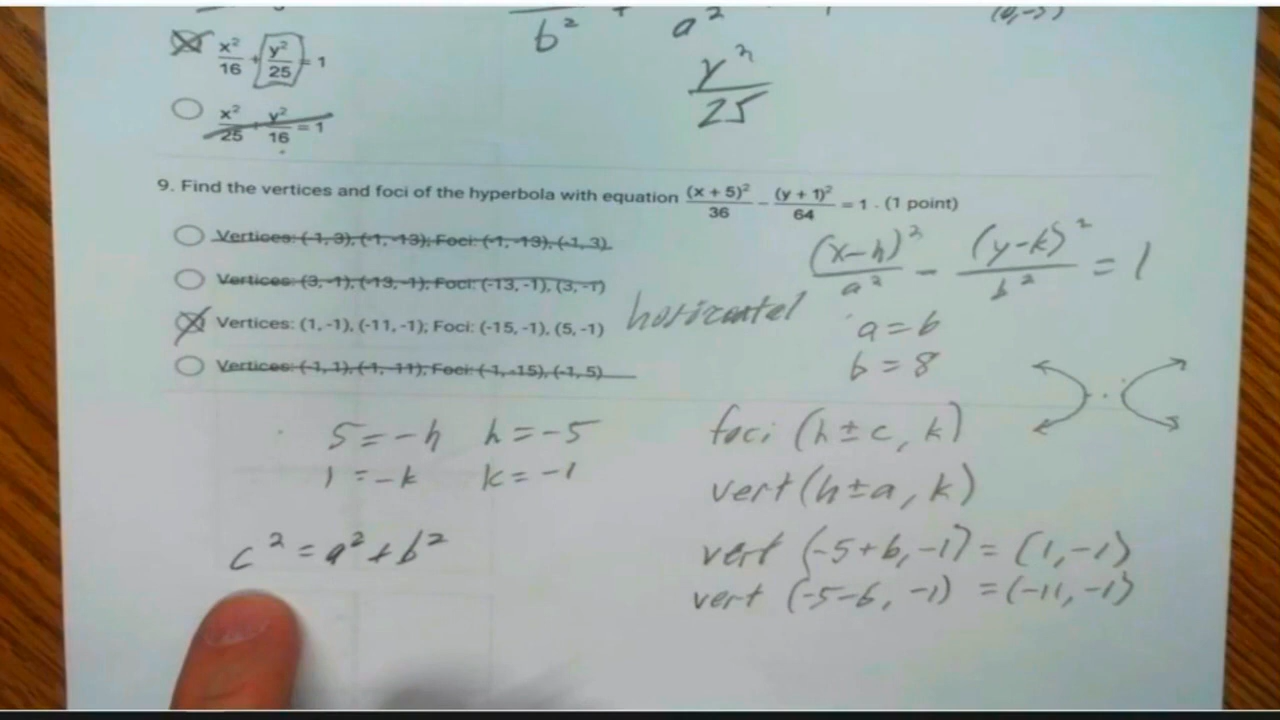 b² + a²
(0,-5)
x²/16 + y²/25 = 1
y²/25
x²/25 + y²/16 = 1
9. Find the vertices and foci of the hyperbola with equation (x + 5)²/36 − (y + 1)²/64 = 1 . (1 point)
Vertices: (-1, 3), (-1, -13); Foci: (-1, -13), (-1, 3)
(x-h)²/a² - (y-k)²/b² = 1
Vertices: (3, -1), (-13, -1); Foci: (-13, -1), (3, -1)
horizontal
a = 6
Vertices: (1, -1), (-11, -1); Foci: (-15, -1), (5, -1)
b = 8
Vertices: (-1, 1), (-1, -11); Foci: (-1, -15), (-1, 5)
5 = -h h = -5
foci (h ± c, k)
1 = -k k = -1
vert (h ± a, k)
c² = a² + b²
vert (-5+6, -1) = (1, -1)
vert (-5-6, -1) = (-11, -1)